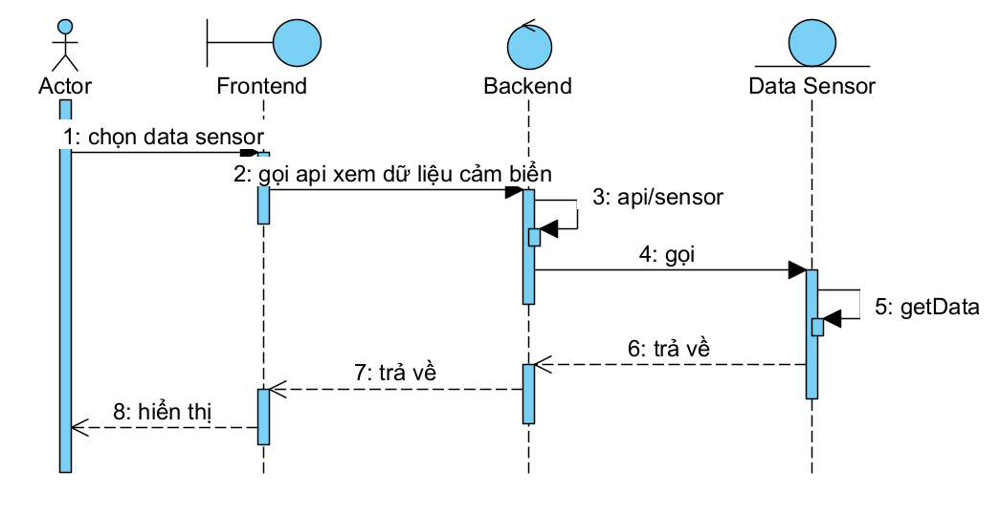 Actor
Frontend
Backend
Data Sensor
1: chọn data sensor
2: gọi api xem dữ liệu cảm biển
3: api/sensor
4: gọi
5: getData
6: trả về
7: trả về
8: hiển thị